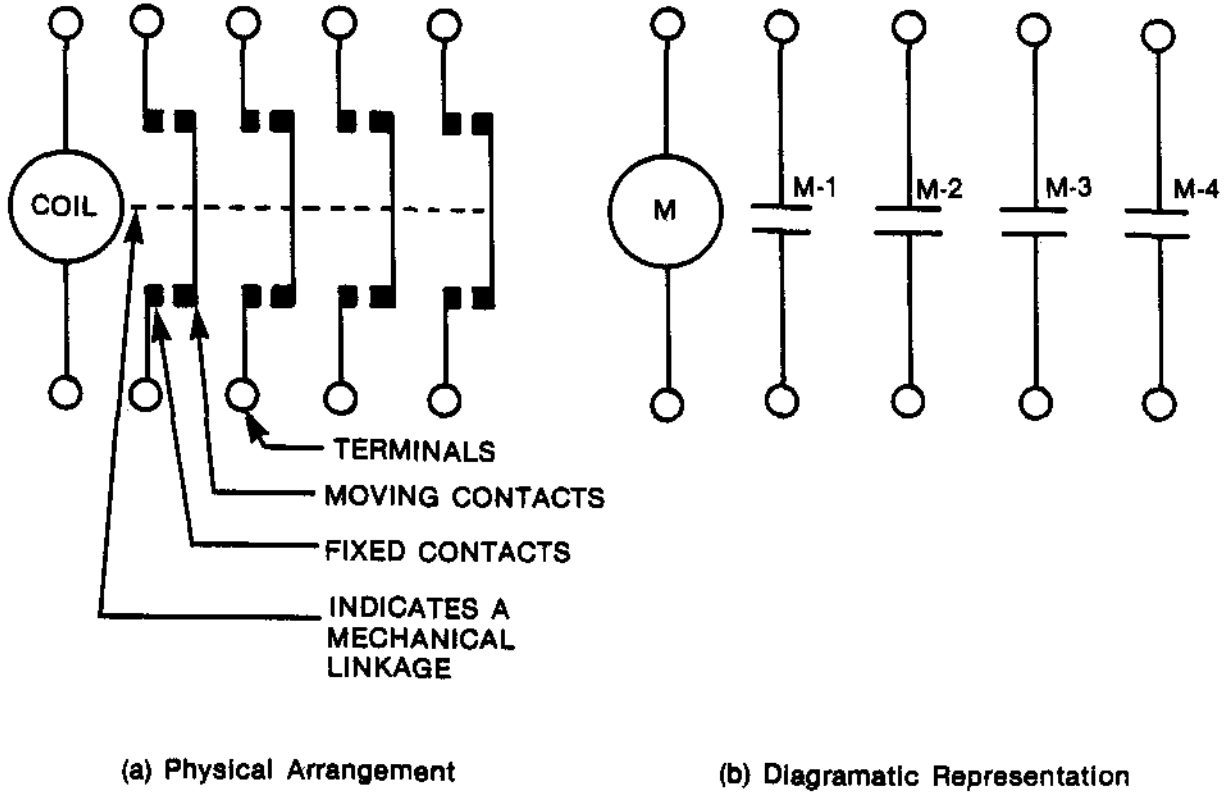 COIL
M
M-1
M-2
M-3
M-4
TERMINALS
MOVING CONTACTS
FIXED CONTACTS
INDICATES A
MECHANICAL
LINKAGE
(a) Physical Arrangement
(b) Diagramatic Representation